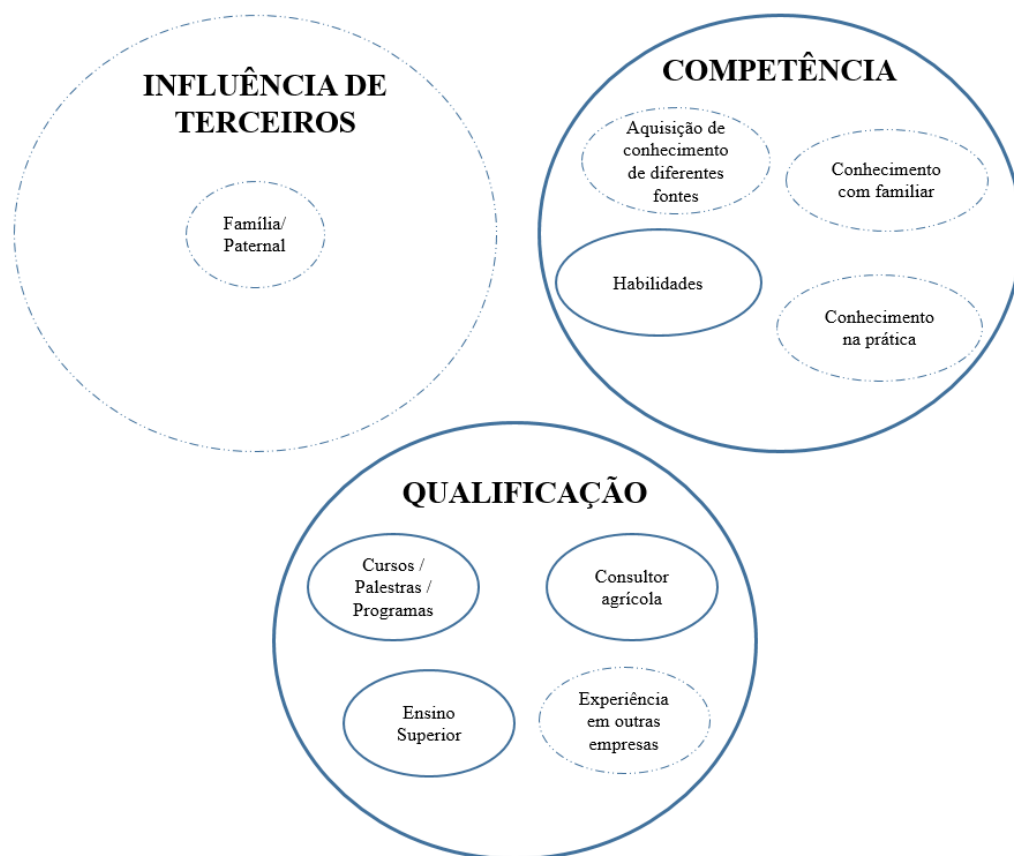 INFLUÊNCIA DE
TERCEIROS
Família/
Paternal
COMPETÊNCIA
Aquisição de
conhecimento
de diferentes
fontes
Conhecimento
com familiar
Habilidades
Conhecimento
na prática
QUALIFICAÇÃO
Cursos /
Palestras /
Programas
Consultor
agrícola
Ensino
Superior
Experiência
em outras
empresas